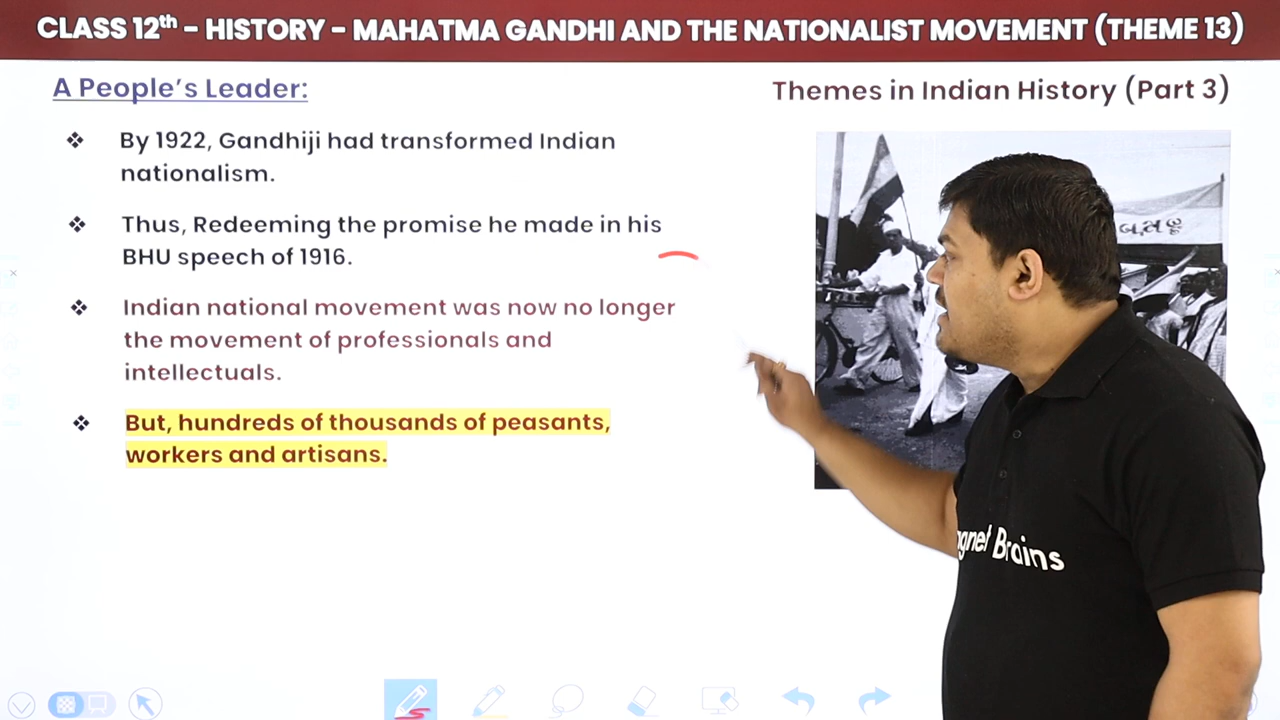 CLASS 12th - HISTORY - MAHATMA GANDHI AND THE NATIONALIST MOVEMENT (THEME 13)
A People's Leader:
Themes in Indian History (Part 3)
❖ By 1922, Gandhiji had transformed Indian
nationalism.
❖ Thus, Redeeming the promise he made in his
BHU speech of 1916.
❖ Indian national movement was now no longer
the movement of professionals and
intellectuals.
❖ But, hundreds of thousands of peasants,
workers and artisans.
Brains